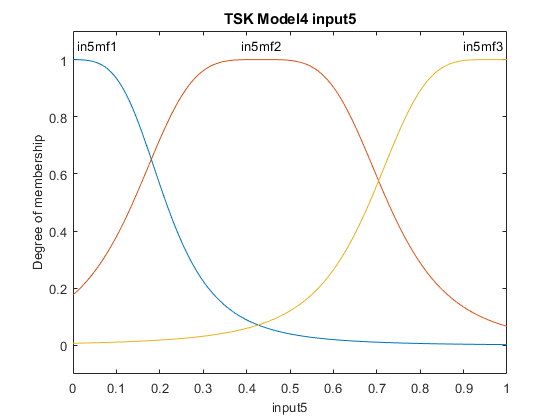 TSK Model4 input5
in5mf1 in5mf2 in5mf3
1
0.8
0.6
0.4
0.2
0
Degree of membership
0 0.1 0.2 0.3 0.4 0.5 0.6 0.7 0.8 0.9 1
input5